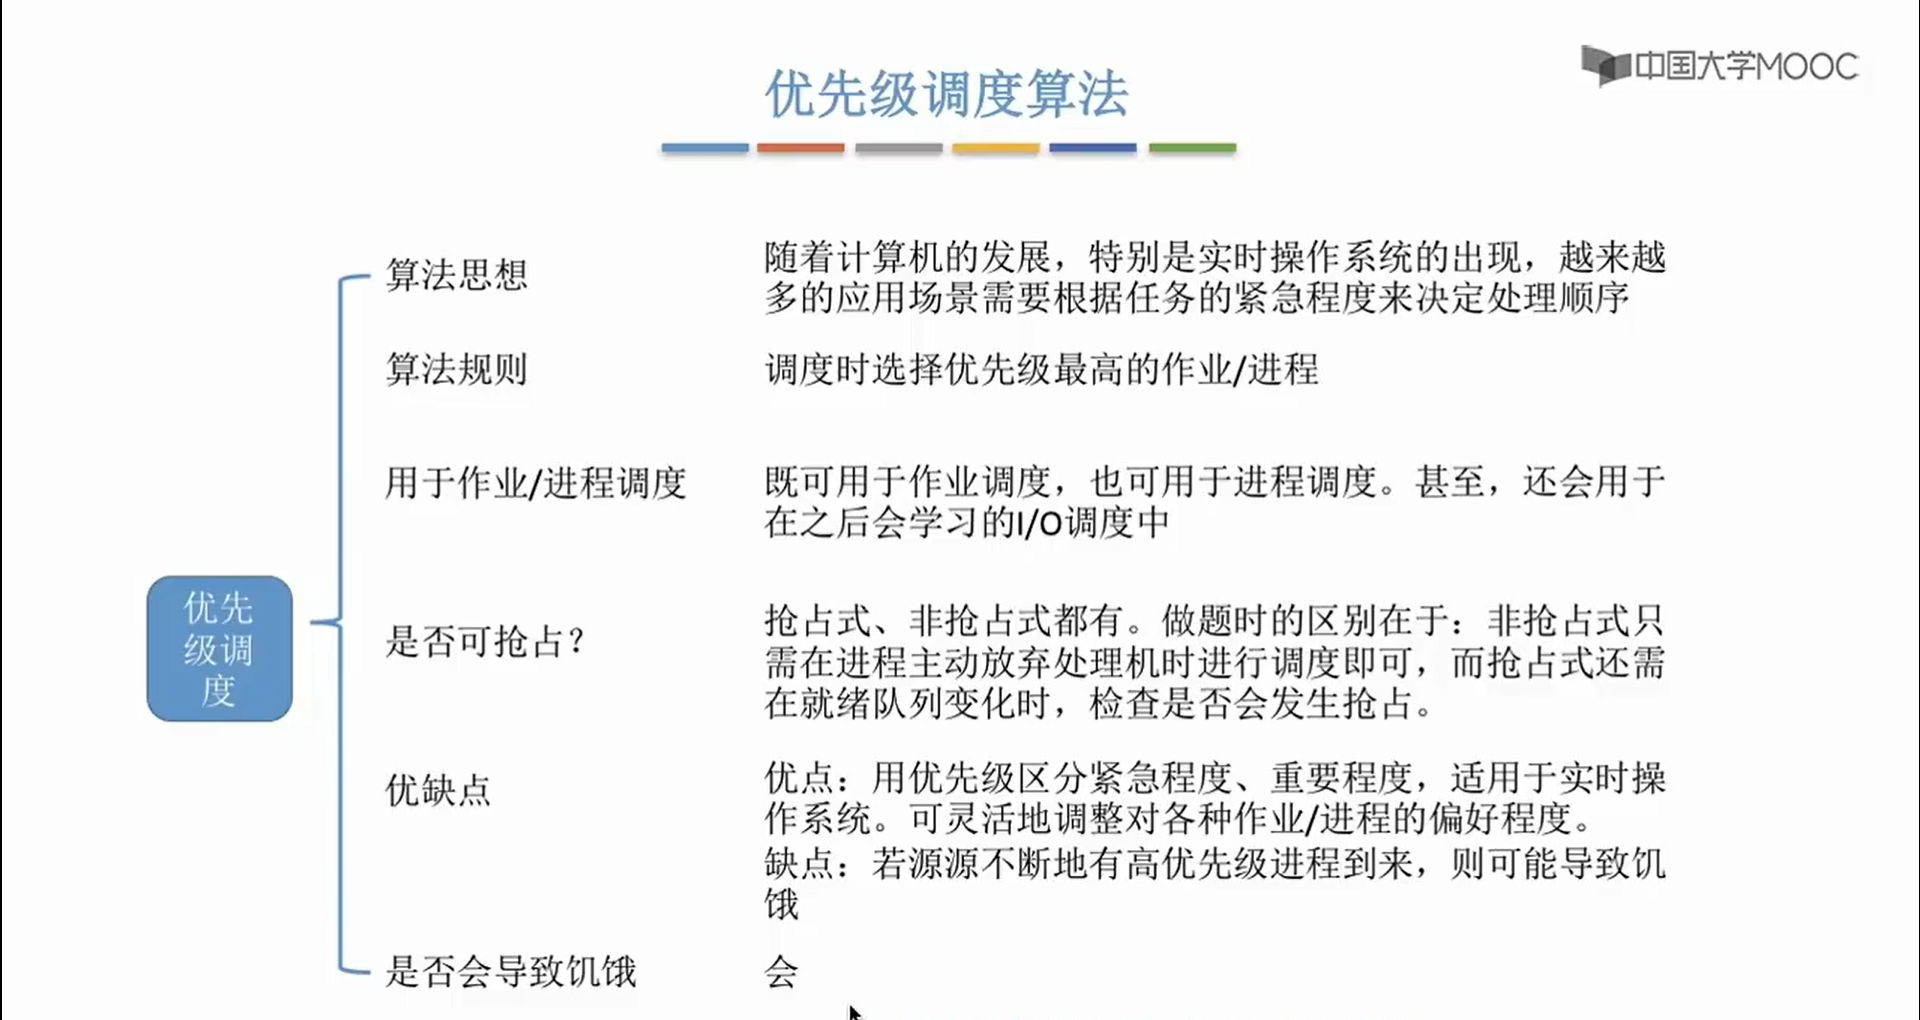 中国大学MOOC
优先级调度算法
算法思想
随着计算机的发展，特别是实时操作系统的出现，越来越
多的应用场景需要根据任务的紧急程度来决定处理顺序
算法规则
调度时选择优先级最高的作业/进程
用于作业/进程调度
既可用于作业调度，也可用于进程调度。甚至，还会用于
在之后会学习的I/O调度中
优先
级调
度
是否可抢占？
抢占式、非抢占式都有。做题时的区别在于：非抢占式只
需在进程主动放弃处理机时进行调度即可，而抢占式还需
在就绪队列变化时，检查是否会发生抢占。
优缺点
优点：用优先级区分紧急程度、重要程度，适用于实时操
作系统。可灵活地调整对各种作业/进程的偏好程度。
缺点：若源源不断地有高优先级进程到来，则可能导致饥
饿
是否会导致饥饿
会